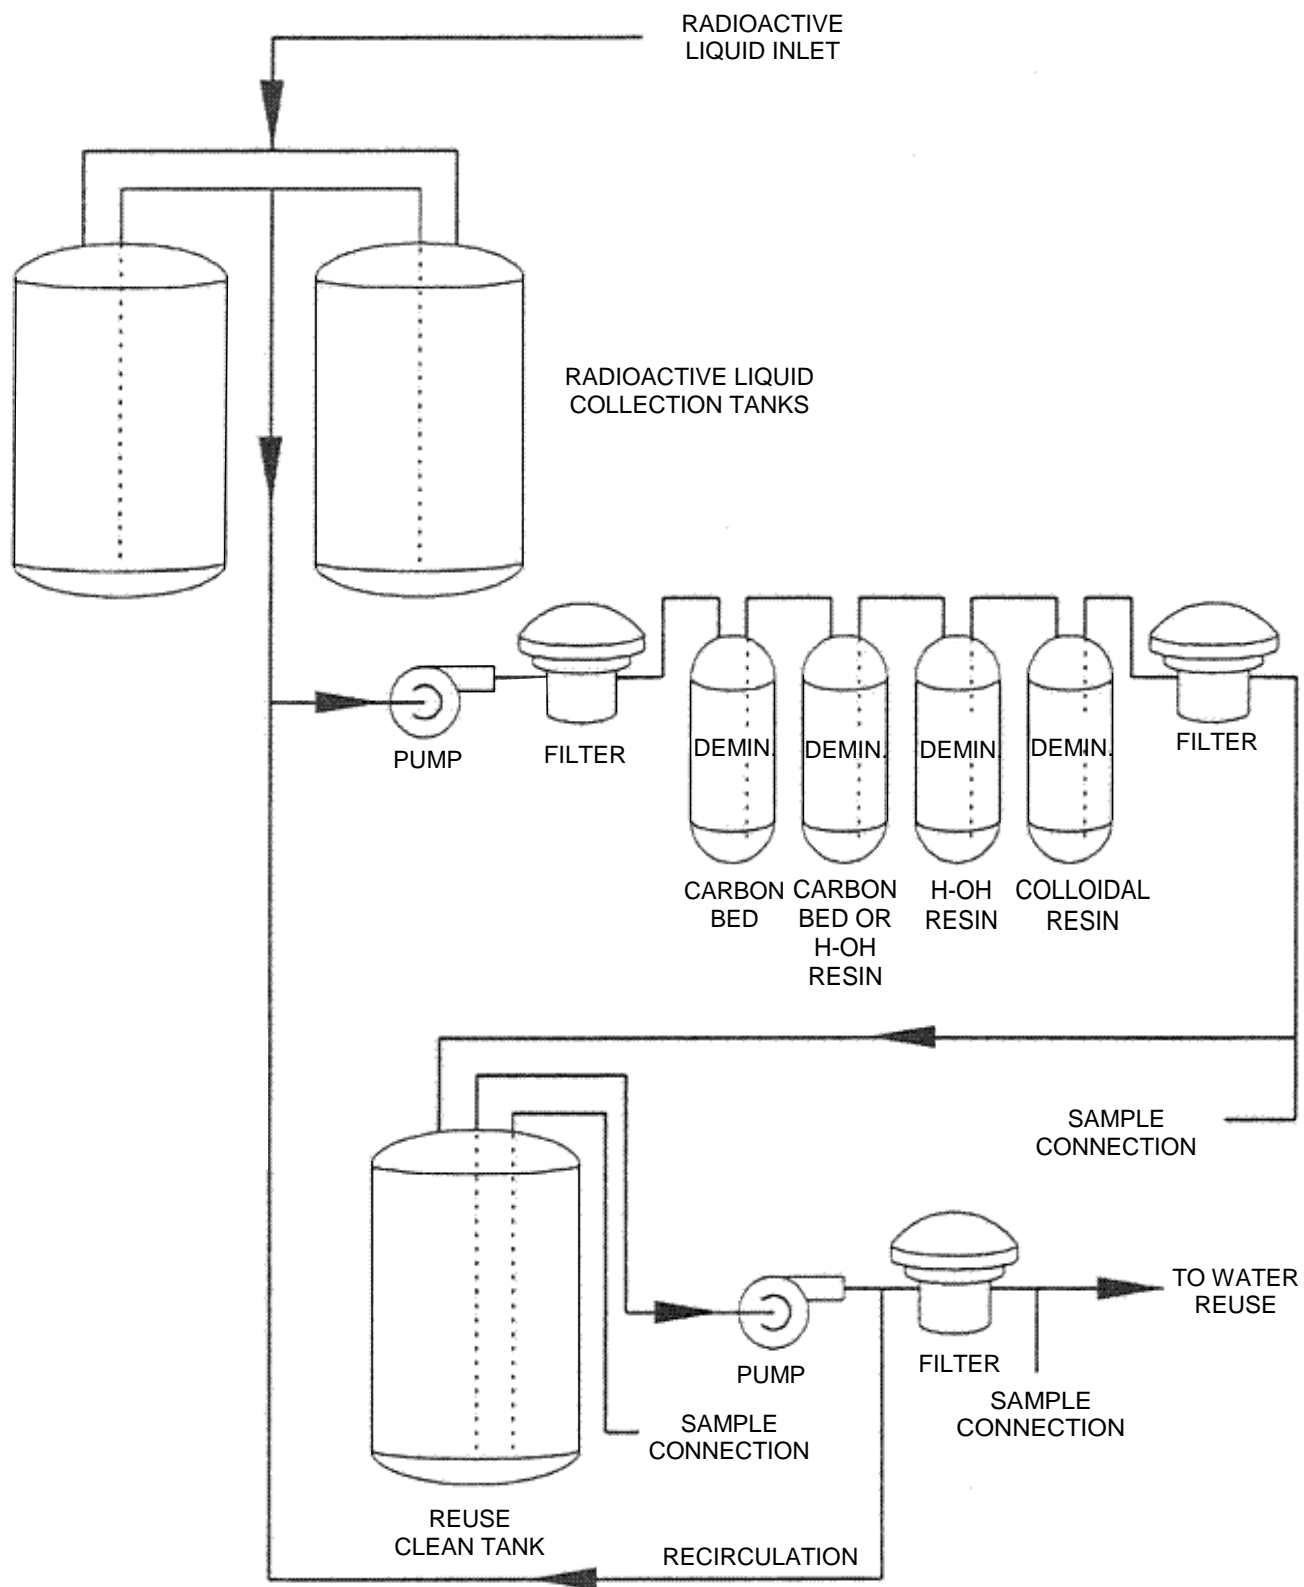 RADIOACTIVE
LIQUID INLET
RADIOACTIVE LIQUID
COLLECTION TANKS
PUMP
FILTER
DEMIN.
DEMIN.
DEMIN.
DEMIN.
FILTER
CARBON
BED
CARBON
BED OR
H-OH
RESIN
H-OH
RESIN
COLLOIDAL
RESIN
SAMPLE
CONNECTION
TO WATER
REUSE
PUMP
FILTER
SAMPLE
CONNECTION
SAMPLE
CONNECTION
REUSE
CLEAN TANK
RECIRCULATION